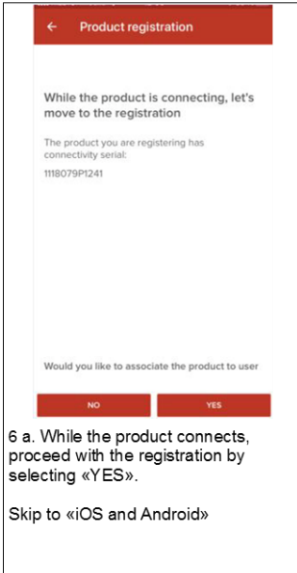 Product registration
While the product is connecting, let's
move to the registration
The product you are registering has
connectivity serial:
1118079P1241
Would you like to associate the product to user
NO YES
6 a. While the product connects,
proceed with the registration by
selecting «YES».
Skip to «iOS and Android»